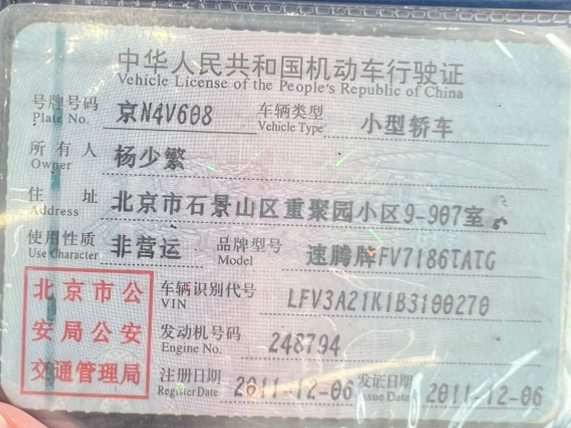 中华人民共和国机动车行驶证
Vehicle License of the People's Republic of China
号牌号码 京N4V608 车辆类型 小型轿车
Plate No. Vehicle Type
所有人 杨少繁
Owner
住址 北京市石景山区重聚园小区9-907室
Address
使用性质 非营运 品牌型号 速腾牌FV7186TATG
Use Character Model
北京市公 车辆识别代号 LFV3A21K1B3100270
VIN
安局公安 发动机号码 248794
Engine No.
交通管理局 注册日期 2011-12-06 发证日期 2011-12-06
Register Date Issue Date